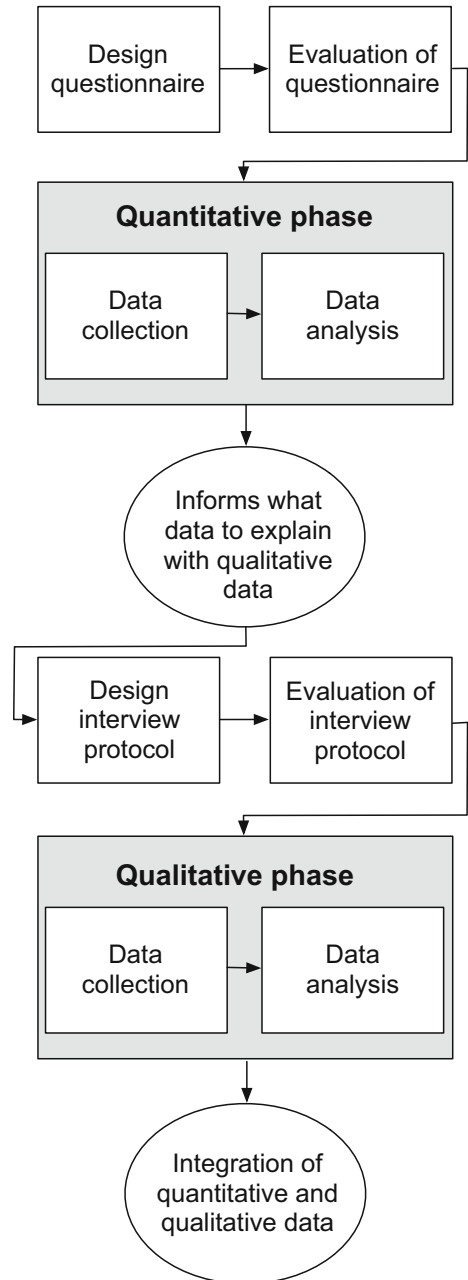 Design
questionnaire
Evaluation of
questionnaire
Quantitative phase
Data
collection
Data
analysis
Informs what
data to explain
with qualitative
data
Design
interview
protocol
Evaluation of
interview
protocol
Qualitative phase
Data
collection
Data
analysis
Integration of
quantitative and
qualitative data